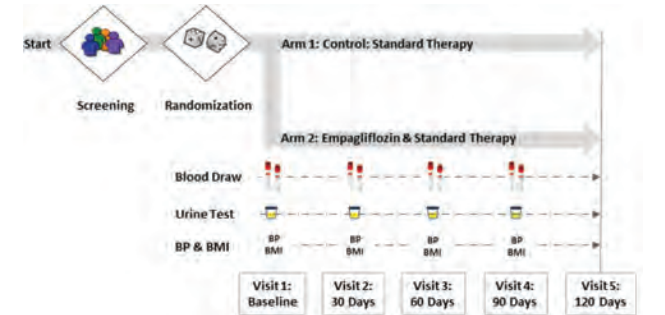 Start
Arm 1: Control: Standard Therapy
Screening
Randomization
Arm 2: Empagliflozin & Standard Therapy
Blood Draw
Urine Test
BP & BMI
BP
BMI
BP
BMI
BP
BMI
BP
BMI
Visit 1:
Baseline
Visit 2:
30 Days
Visit 3:
60 Days
Visit 4:
90 Days
Visit 5:
120 Days